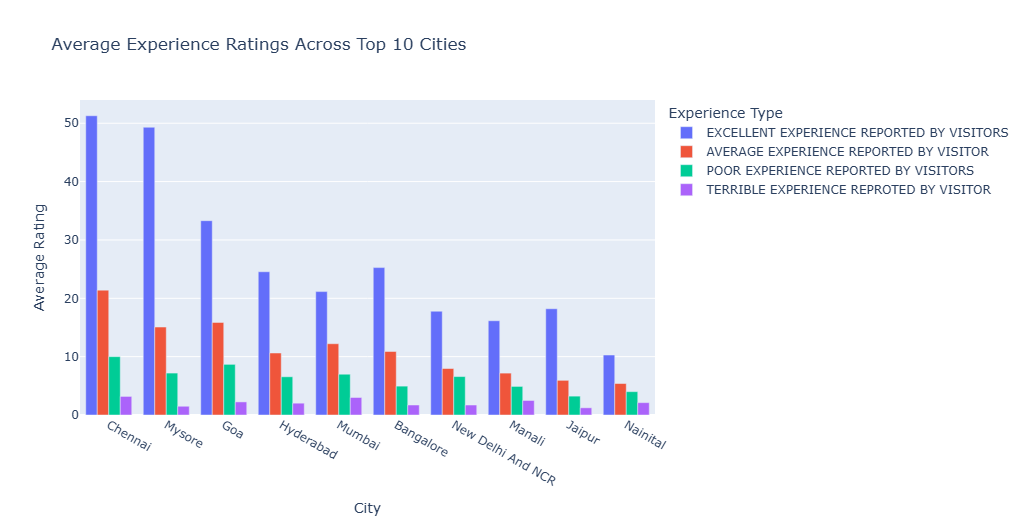 Average Experience Ratings Across Top 10 Cities
Experience Type
EXCELLENT EXPERIENCE REPORTED BY VISITORS
AVERAGE EXPERIENCE REPORTED BY VISITOR
POOR EXPERIENCE REPORTED BY VISITORS
TERRIBLE EXPERIENCE REPROTED BY VISITOR
Average Rating
50
40
30
20
10
0
Chennai
Mysore
Goa
Hyderabad
Mumbai
Bangalore
New Delhi And NCR
Manali
Jaipur
Nainital
City